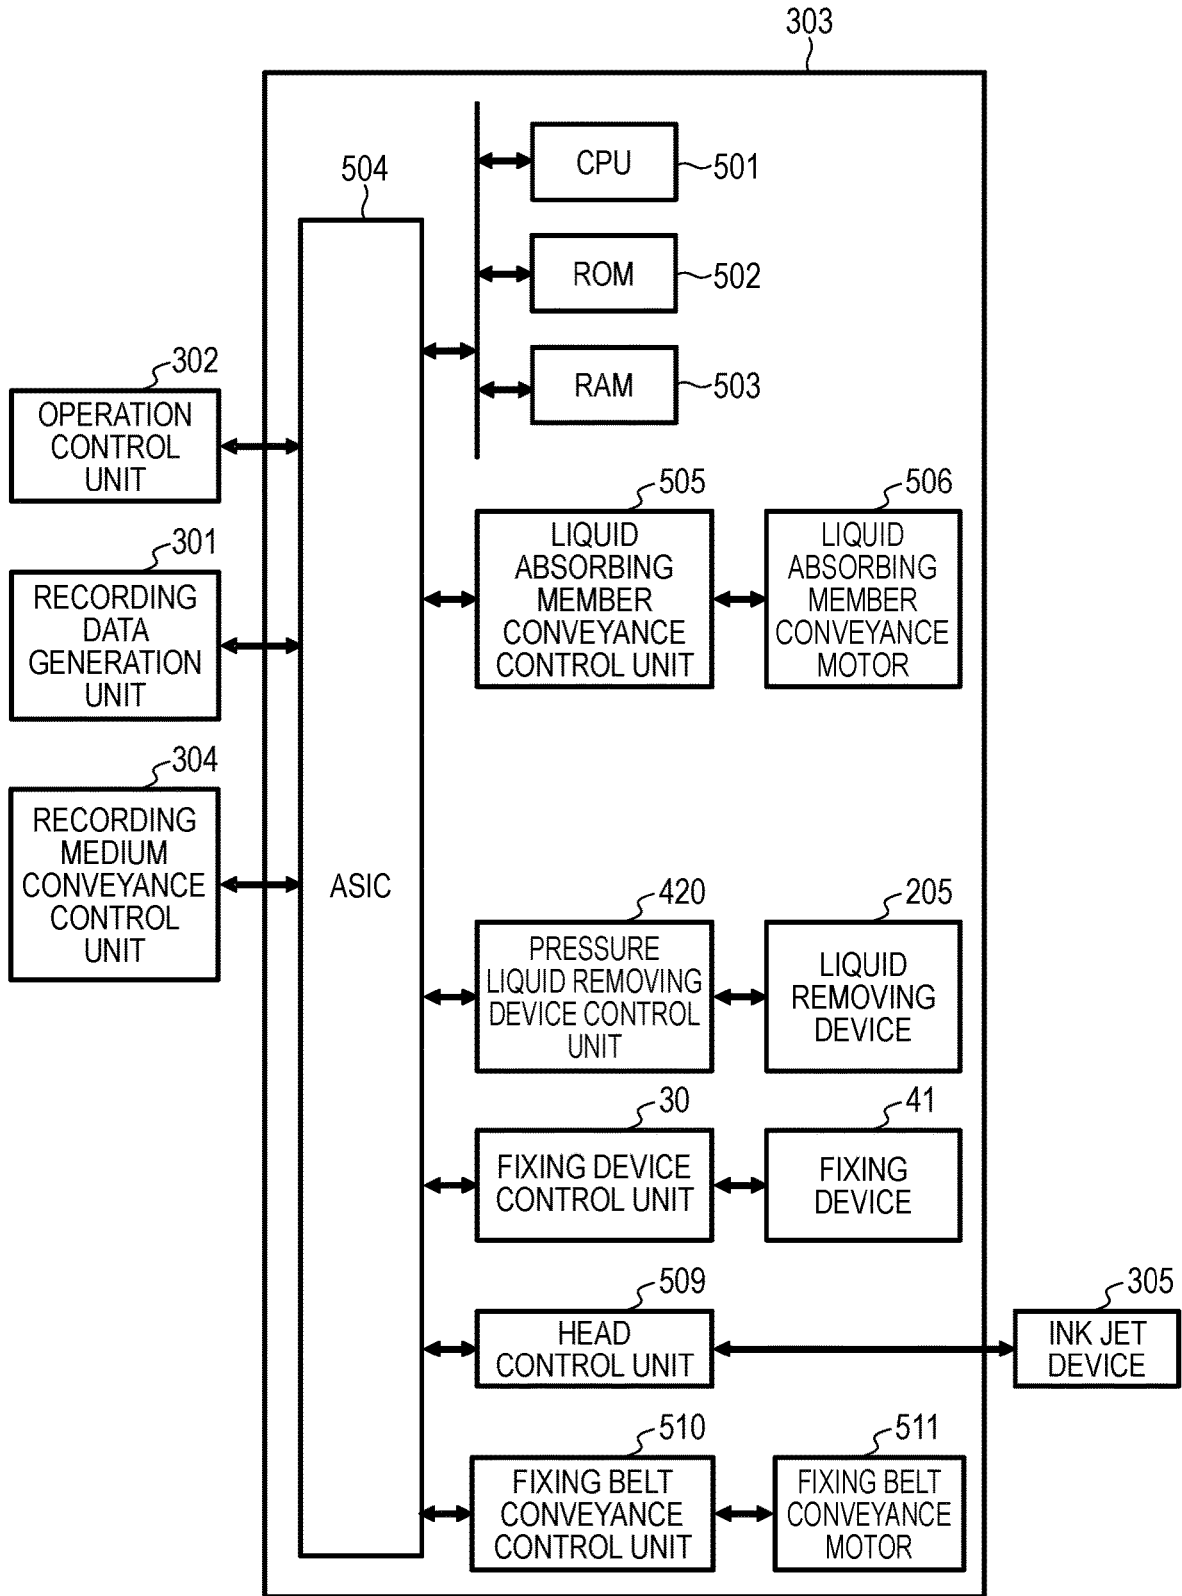 303
504
CPU
501
ROM
502
RAM
503
302
OPERATION
CONTROL
UNIT
301
RECORDING
DATA
GENERATION
UNIT
304
RECORDING
MEDIUM
CONVEYANCE
CONTROL
UNIT
ASIC
505
LIQUID
ABSORBING
MEMBER
CONVEYANCE
CONTROL UNIT
506
LIQUID
ABSORBING
MEMBER
CONVEYANCE
MOTOR
420
PRESSURE
LIQUID REMOVING
DEVICE CONTROL
UNIT
205
LIQUID
REMOVING
DEVICE
30
FIXING DEVICE
CONTROL UNIT
41
FIXING
DEVICE
509
HEAD
CONTROL UNIT
305
INK JET
DEVICE
510
FIXING BELT
CONVEYANCE
CONTROL UNIT
511
FIXING BELT
CONVEYANCE
MOTOR